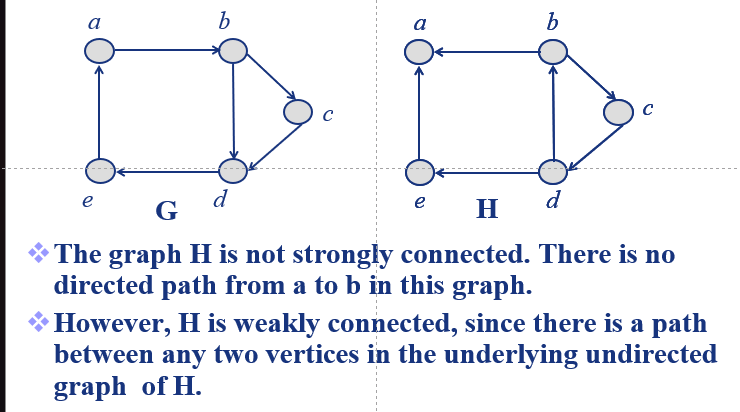 a b a b
c c
e d e d
G H
The graph H is not strongly connected. There is no
directed path from a to b in this graph.
However, H is weakly connected, since there is a path
between any two vertices in the underlying undirected
graph of H.